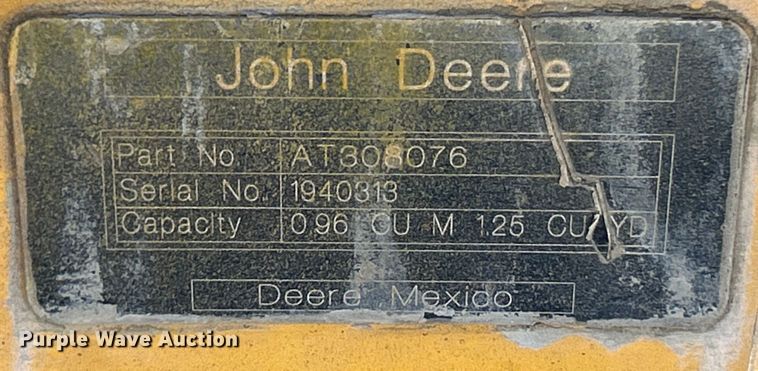 John Deere
Part No. AT308076
Serial No. 1940313
Capacity 0.96 CU M 1.25 CU YD
Deere Mexico
Purple Wave Auction